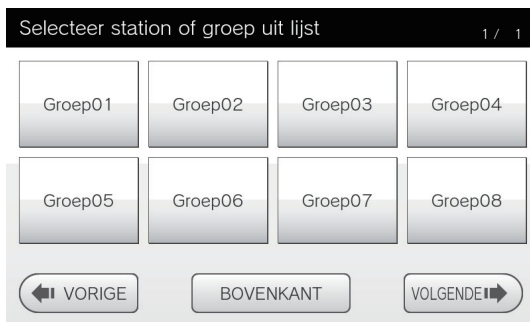 Selecteer station of groep uit lijst 1 / 1
Groep01 Groep02 Groep03 Groep04
Groep05 Groep06 Groep07 Groep08
VORIGE BOVENKANT VOLGENDE